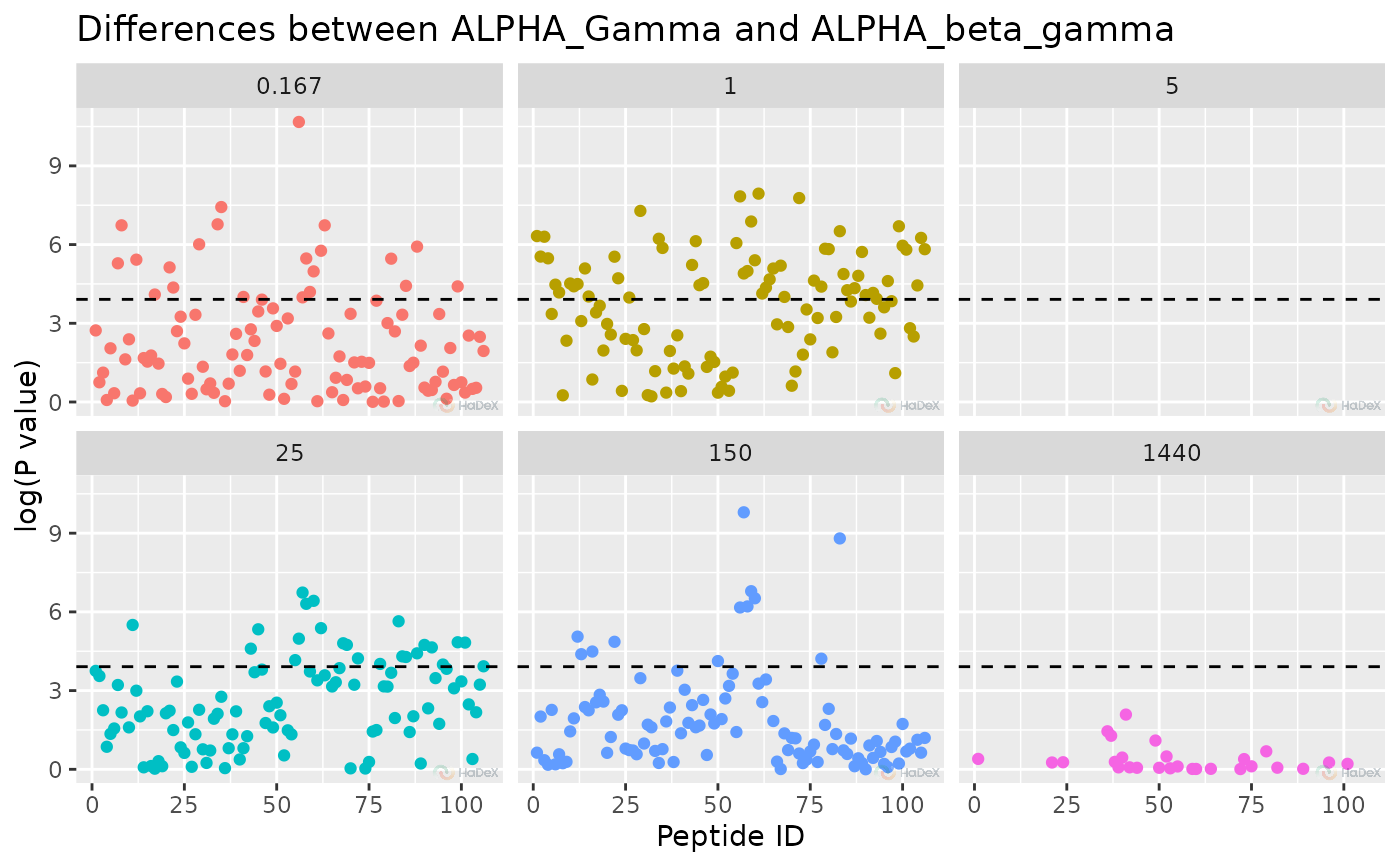 Differences between ALPHA_Gamma and ALPHA_beta_gamma
0.167 1 5
9
6
3
0
HaDeX HaDeX HaDeX
25 150 1440
9
6
3
0
HaDeX HaDeX HaDeX
0 25 50 75 100 0 25 50 75 100 0 25 50 75 100
Peptide ID
log(P value)